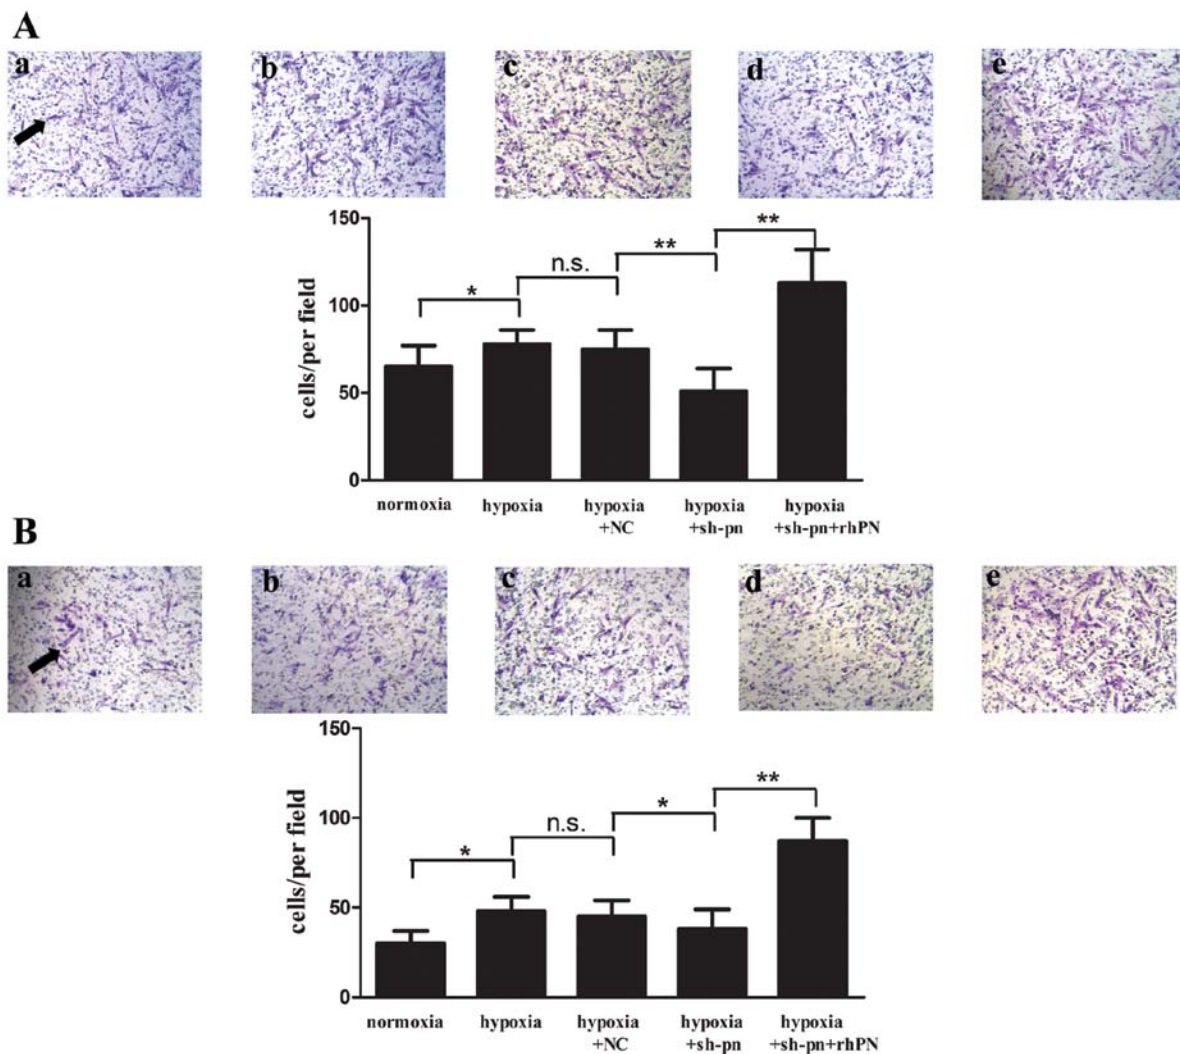 A
a b c d e
150
100
50
0
cells/per field
* n.s. ** **
normoxia hypoxia hypoxia hypoxia hypoxia
+NC +sh-pn +sh-pn+rhPN
B
a b c d e
150
100
50
0
cells/per field
* n.s. * **
normoxia hypoxia hypoxia hypoxia hypoxia
+NC +sh-pn +sh-pn+rhPN